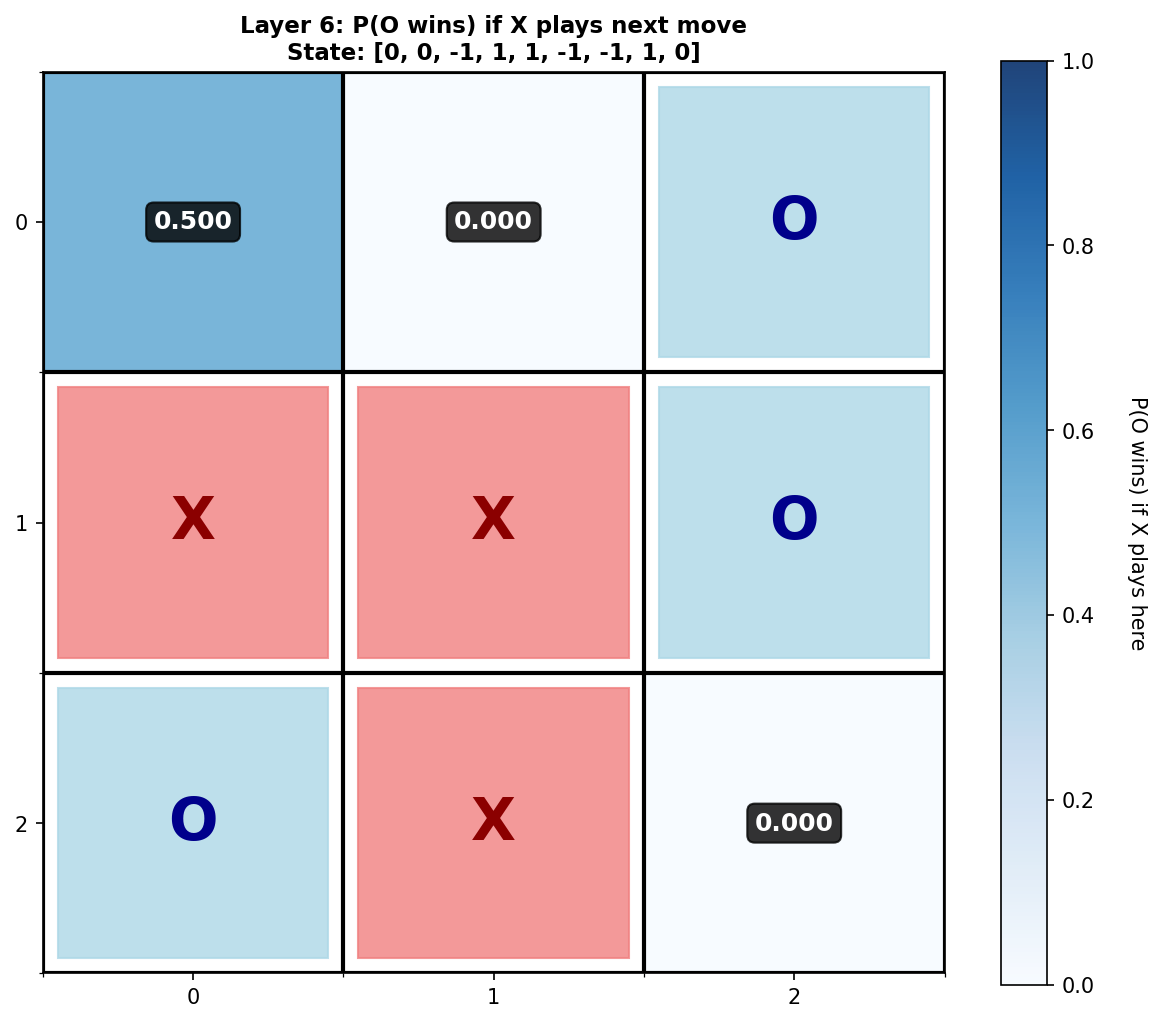 Layer 6: P(O wins) if X plays next move
State: [0, 0, -1, 1, 1, -1, -1, 1, 0]
0
0.500
0.000
O
1
X
X
O
2
O
X
0.000
0
1
2
1.0
0.8
0.6
0.4
0.2
0.0
P(O wins) if X plays here